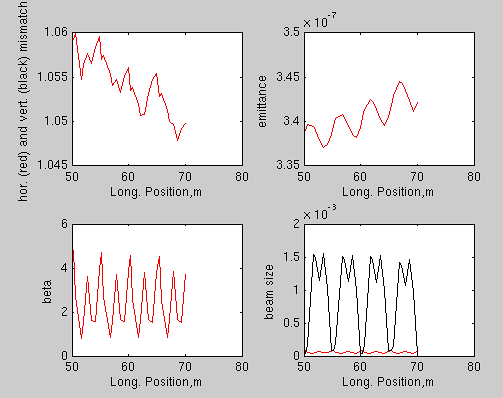 hor. (red) and vert. (black) mismatch
1.06
1.055
1.05
1.045
50 60 70 80
Long. Position,m
× 10⁻⁷
emittance
3.5
3.45
3.4
3.35
50 60 70 80
Long. Position,m
beta
6
4
2
0
50 60 70 80
Long. Position,m
× 10⁻³
beam size
2
1.5
1
0.5
0
50 60 70 80
Long. Position,m